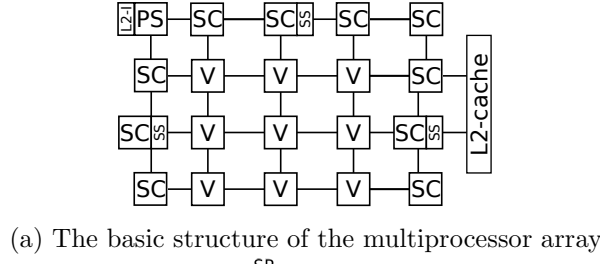 L2-I PS SC SC SS SC SC
SC V V V SC
SC SS V V V SC SS
SC V V V SC
L2-cache
(a) The basic structure of the multiprocessor array
SP